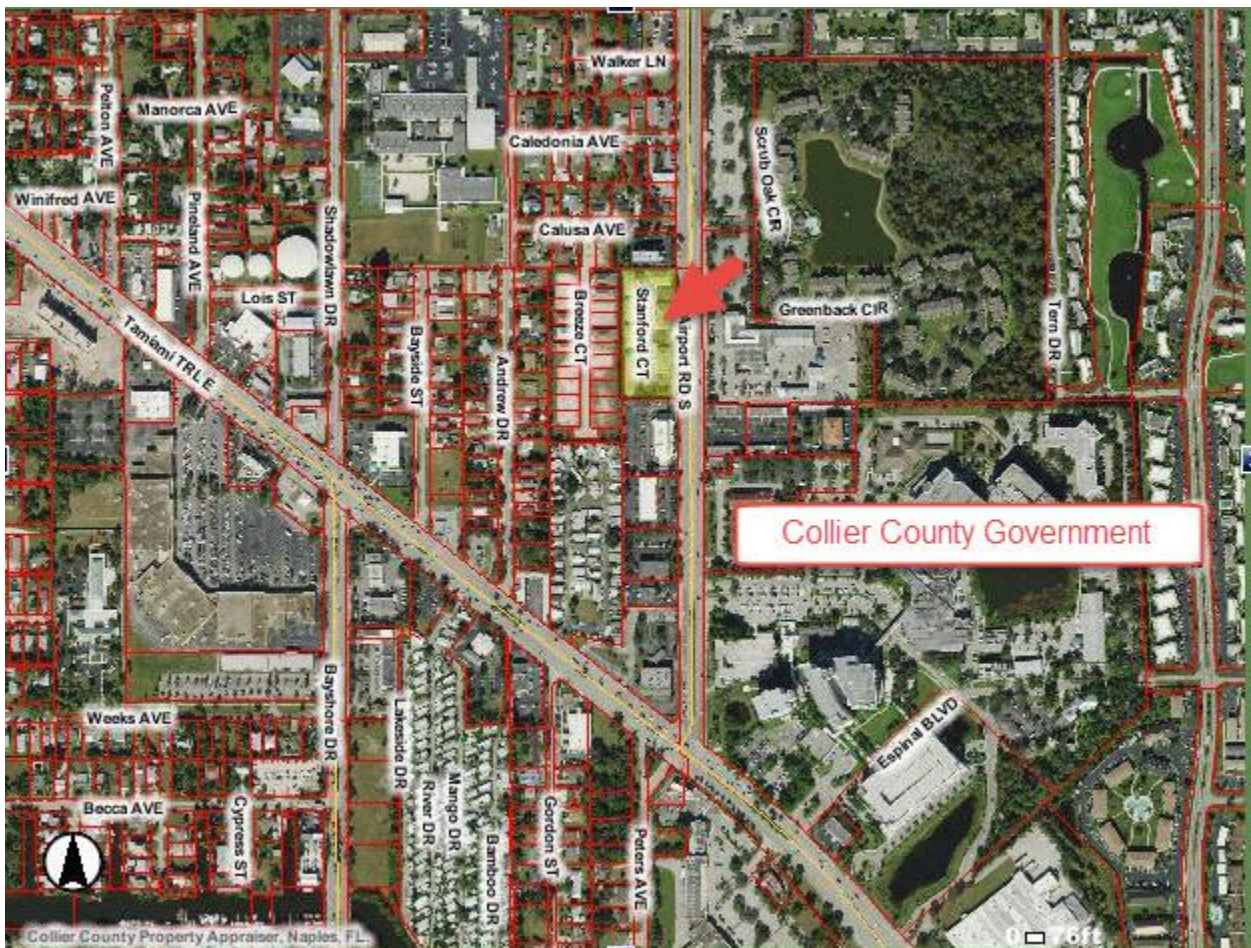 Walker LN
Pelton AVE
Manorca AVE
Caledonia AVE
Scrub Oak CIR
Winifred AVE
Pineland AVE
Shadowlawn DR
Calusa AVE
Lois ST
Breeze CT
Stanford CT
Greenback CIR
Tern DR
Tamiami TRL E
Bayside ST
Andrew DR
Airport RD S
Collier County Government
Weeks AVE
Bayshore DR
Lakeside DR
River DR
Mango DR
Espinal BLVD
Becca AVE
Cypress ST
Bamboo DR
Gordon ST
Peters AVE
Collier County Property Appraiser, Naples, FL.
0 76ft